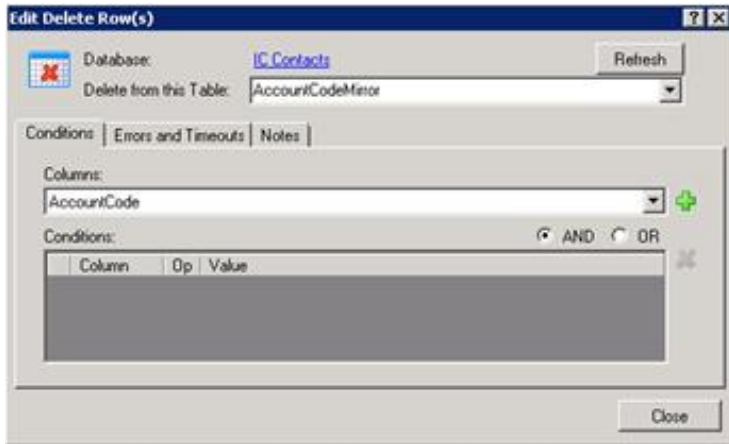 Edit Delete Row(s)
Database: IC Contacts Refresh
Delete from this Table: AccountCodeMirror
Conditions Errors and Timeouts Notes
Columns:
AccountCode
Conditions: AND OR
Column Op Value
Close